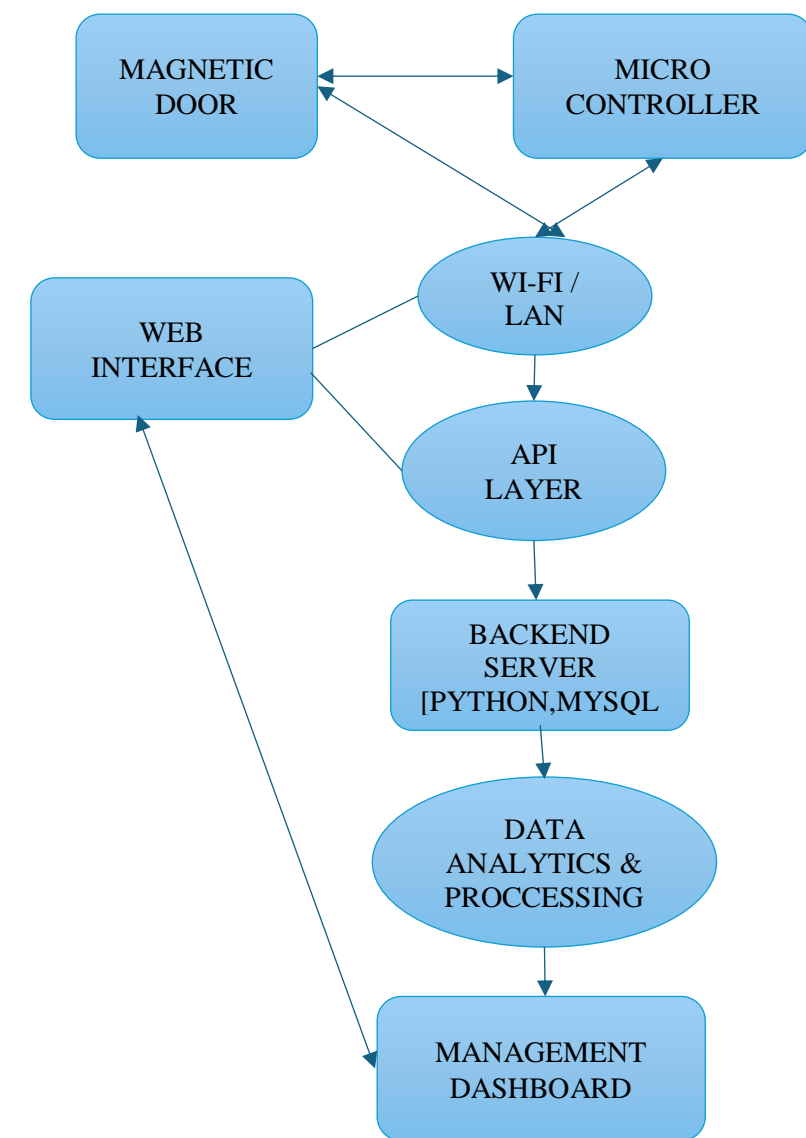 MAGNETIC
DOOR
MICRO
CONTROLLER
WI-FI /
LAN
WEB
INTERFACE
API
LAYER
BACKEND
SERVER
[PYTHON,MYSQL
DATA
ANALYTICS &
PROCCESSING
MANAGEMENT
DASHBOARD